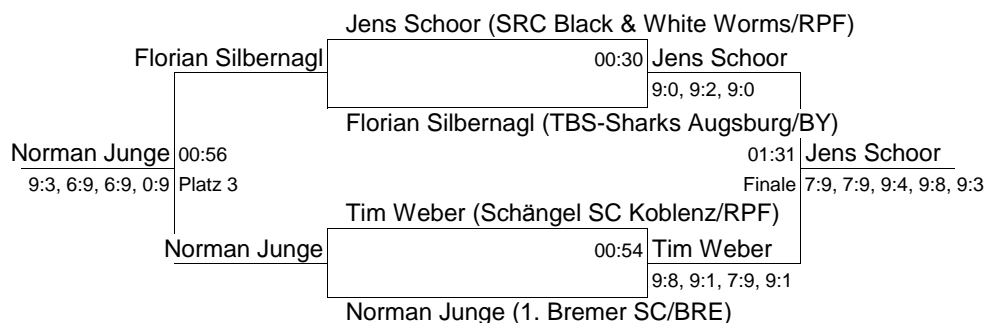 Jens Schoor (SRC Black & White Worms/RPF)
Florian Silbernagl
00:30 Jens Schoor
9:0, 9:2, 9:0
Florian Silbernagl (TBS-Sharks Augsburg/BY)
Norman Junge 00:56
01:31 Jens Schoor
9:3, 6:9, 6:9, 0:9 Platz 3
Finale 7:9, 7:9, 9:4, 9:8, 9:3
Tim Weber (Schängel SC Koblenz/RPF)
Norman Junge
00:54 Tim Weber
9:8, 9:1, 7:9, 9:1
Norman Junge (1. Bremer SC/BRE)